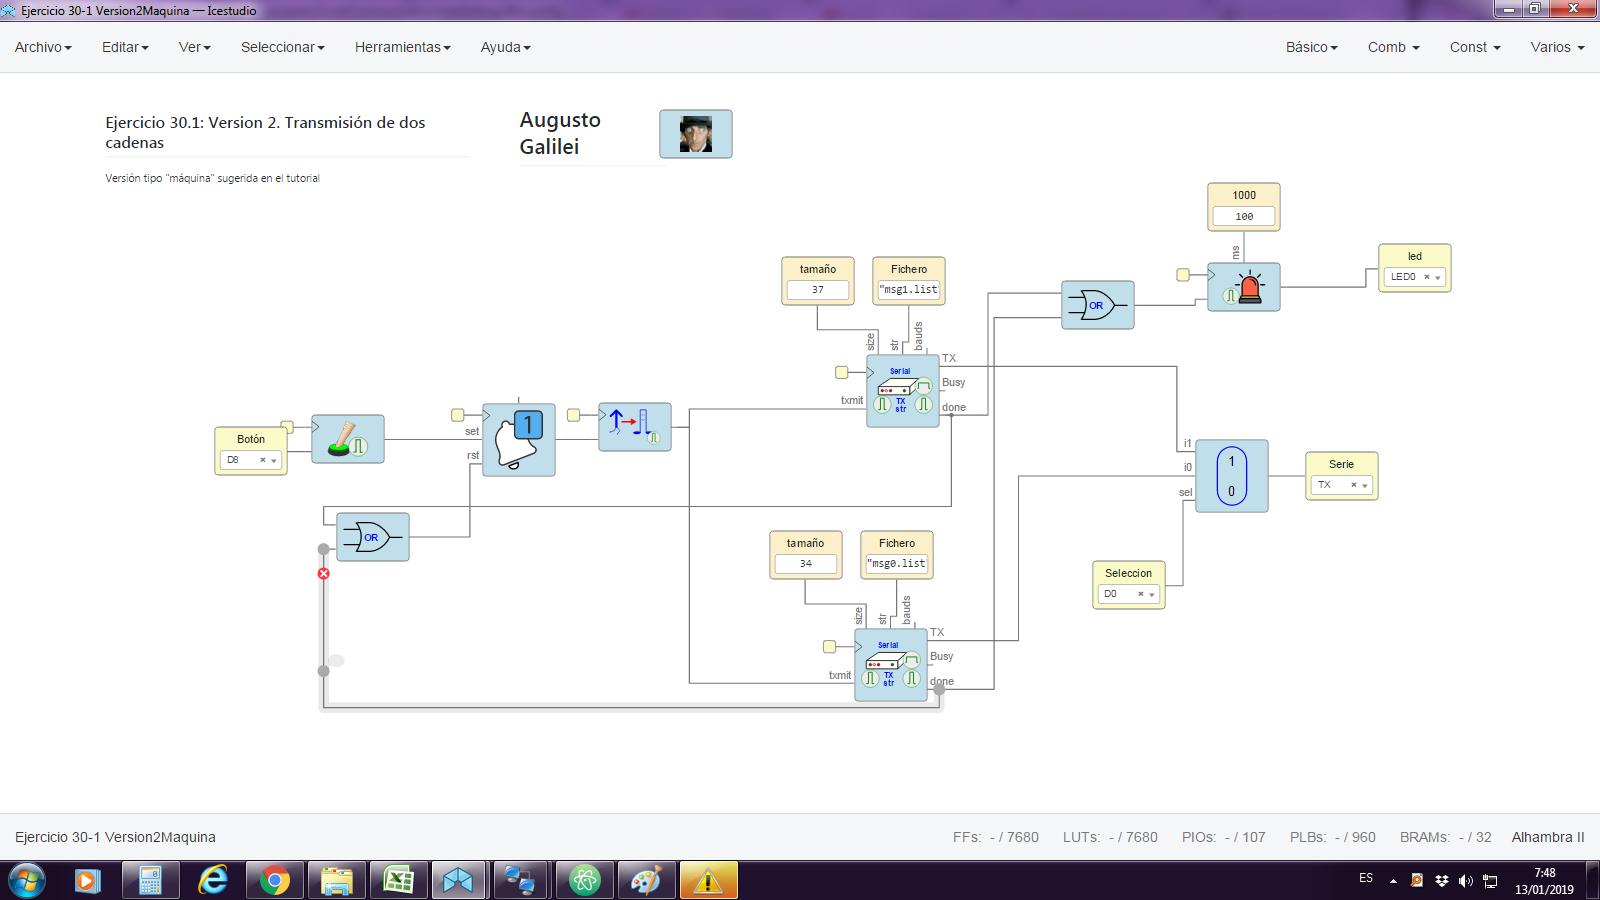 Ejercicio 30-1 Version2Maquina — Icestudio
Archivo Editar Ver Seleccionar Herramientas Ayuda Básico Comb Const Varios
Ejercicio 30.1: Version 2. Transmisión de dos
cadenas
Versión tipo "máquina" sugerida en el tutorial
Augusto
Galilei
1000
100
ms
led
LED0
tamaño
37
Fichero
"msg1.list
OR
size
str
bauds
TX
Serial
Busy
TX
str
txmit
done
Botón
D8
set
1
rst
i1
i0
sel
1
0
Serie
TX
OR
tamaño
34
Fichero
"msg0.list
Seleccion
D0
size
str
bauds
TX
Serial
Busy
TX
str
txmit
done
Ejercicio 30-1 Version2Maquina
FFs: - / 7680 LUTs: - / 7680 PIOs: - / 107 PLBs: - / 960 BRAMs: - / 32 Alhambra II
ES
7:48
13/01/2019